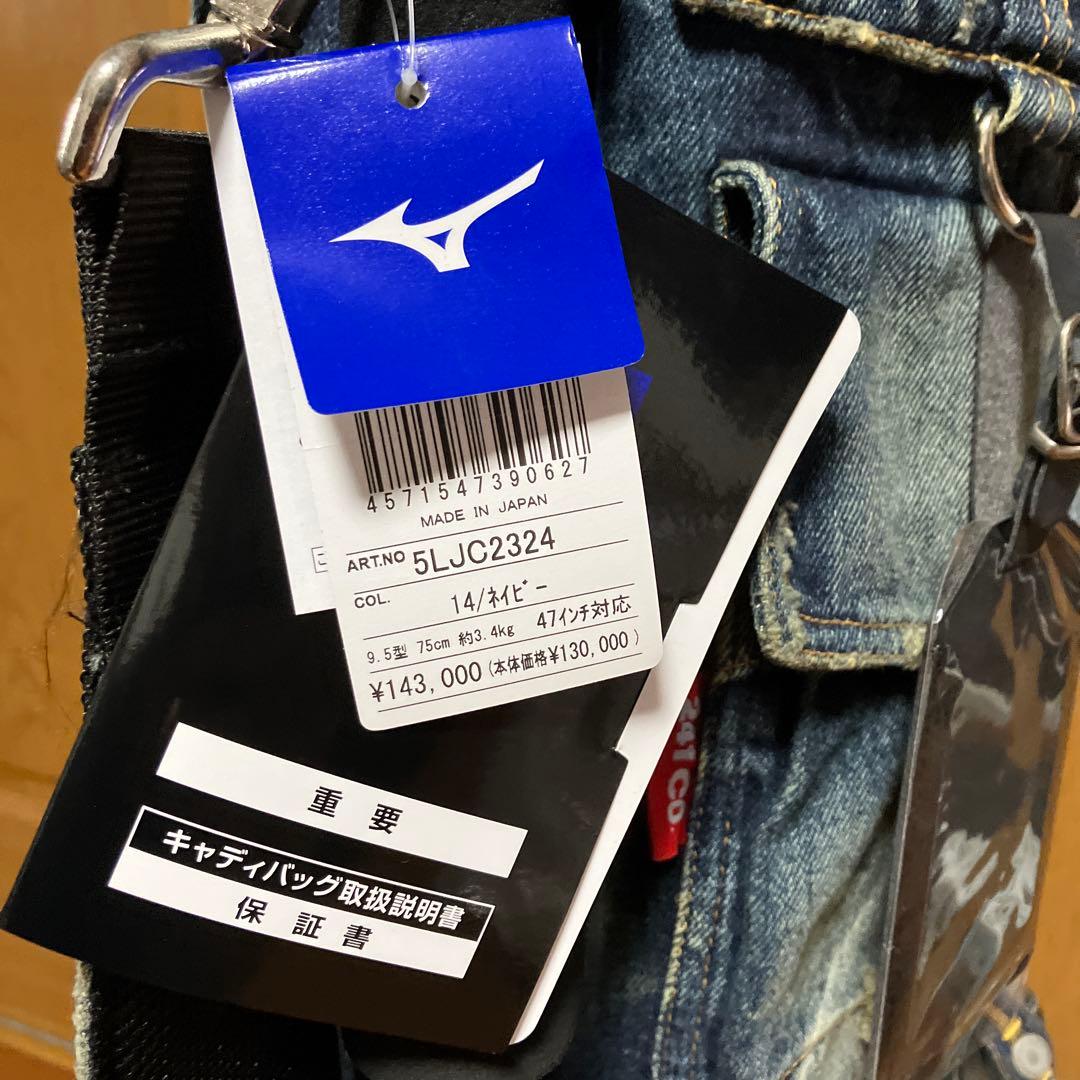 4571547390627
MADE IN JAPAN
ART.NO 5LJC2324
COL. 14/ネイビー
9.5型 75cm 約3.4kg 47インチ対応
¥143,000(本体価格¥130,000)
重要
キャディバッグ取扱説明書
保証書
241CO